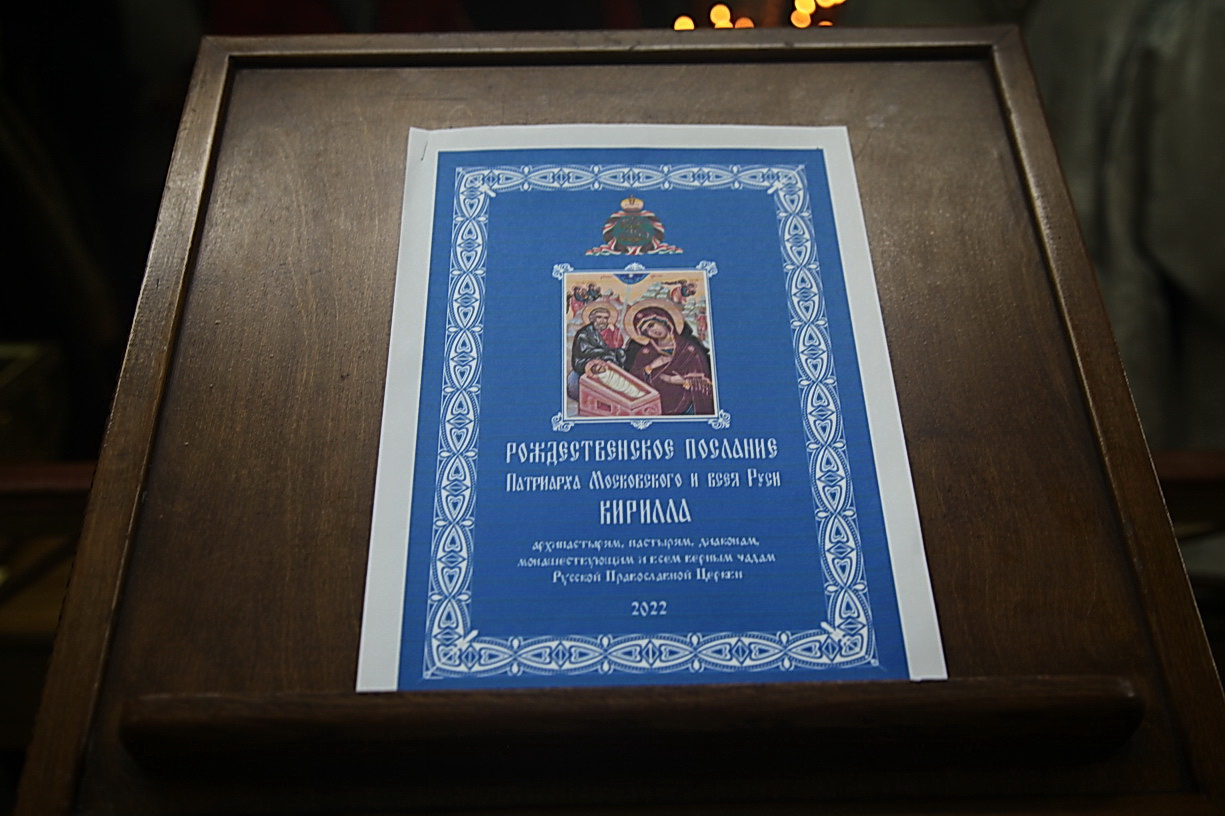 РОЖДЕСТВЕНСКОЕ ПОСЛАНИЕ
Патриарха Московского и всея Руси
КИРИЛЛА
архипастырям, пастырям, диаконам,
монашествующим и всем верным чадам
Русской Православной Церкви
2022